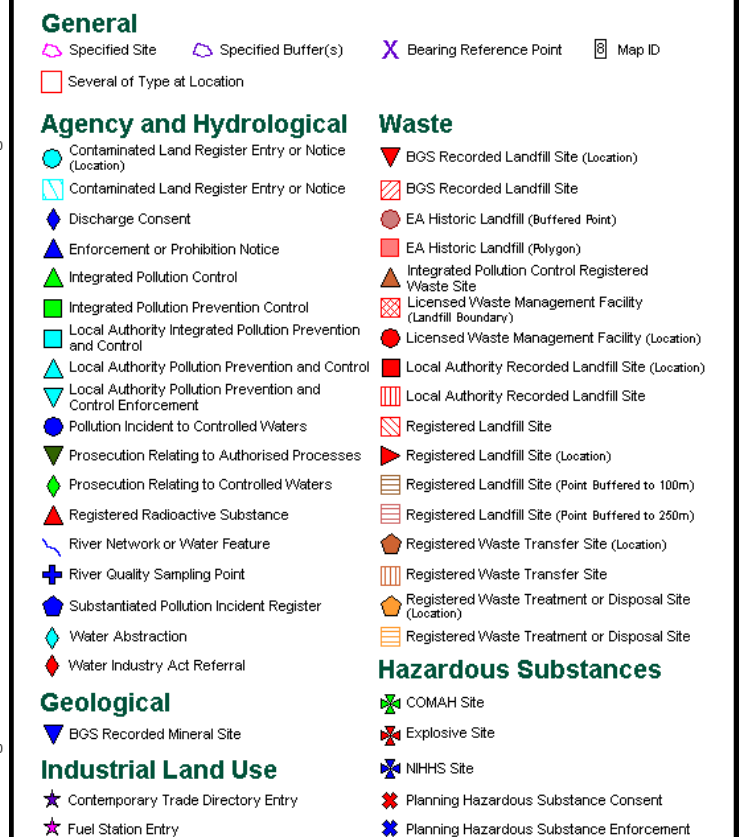 General
Specified Site
Specified Buffer(s)
X Bearing Reference Point
8 Map ID
Several of Type at Location
Agency and Hydrological
Contaminated Land Register Entry or Notice
(Location)
Contaminated Land Register Entry or Notice
Discharge Consent
Enforcement or Prohibition Notice
Integrated Pollution Control
Integrated Pollution Prevention Control
Local Authority Integrated Pollution Prevention
and Control
Local Authority Pollution Prevention and Control
Local Authority Pollution Prevention and
Control Enforcement
Pollution Incident to Controlled Waters
Prosecution Relating to Authorised Processes
Prosecution Relating to Controlled Waters
Registered Radioactive Substance
River Network or Water Feature
River Quality Sampling Point
Substantiated Pollution Incident Register
Water Abstraction
Water Industry Act Referral
Geological
BGS Recorded Mineral Site
Industrial Land Use
Contemporary Trade Directory Entry
Fuel Station Entry
Waste
BGS Recorded Landfill Site (Location)
BGS Recorded Landfill Site
EA Historic Landfill (Buffered Point)
EA Historic Landfill (Polygon)
Integrated Pollution Control Registered
Waste Site
Licensed Waste Management Facility
(Landfill Boundary)
Licensed Waste Management Facility (Location)
Local Authority Recorded Landfill Site (Location)
Local Authority Recorded Landfill Site
Registered Landfill Site
Registered Landfill Site (Location)
Registered Landfill Site (Point Buffered to 100m)
Registered Landfill Site (Point Buffered to 250m)
Registered Waste Transfer Site (Location)
Registered Waste Transfer Site
Registered Waste Treatment or Disposal Site
(Location)
Registered Waste Treatment or Disposal Site
Hazardous Substances
COMAH Site
Explosive Site
NIHHS Site
Planning Hazardous Substance Consent
Planning Hazardous Substance Enforcement